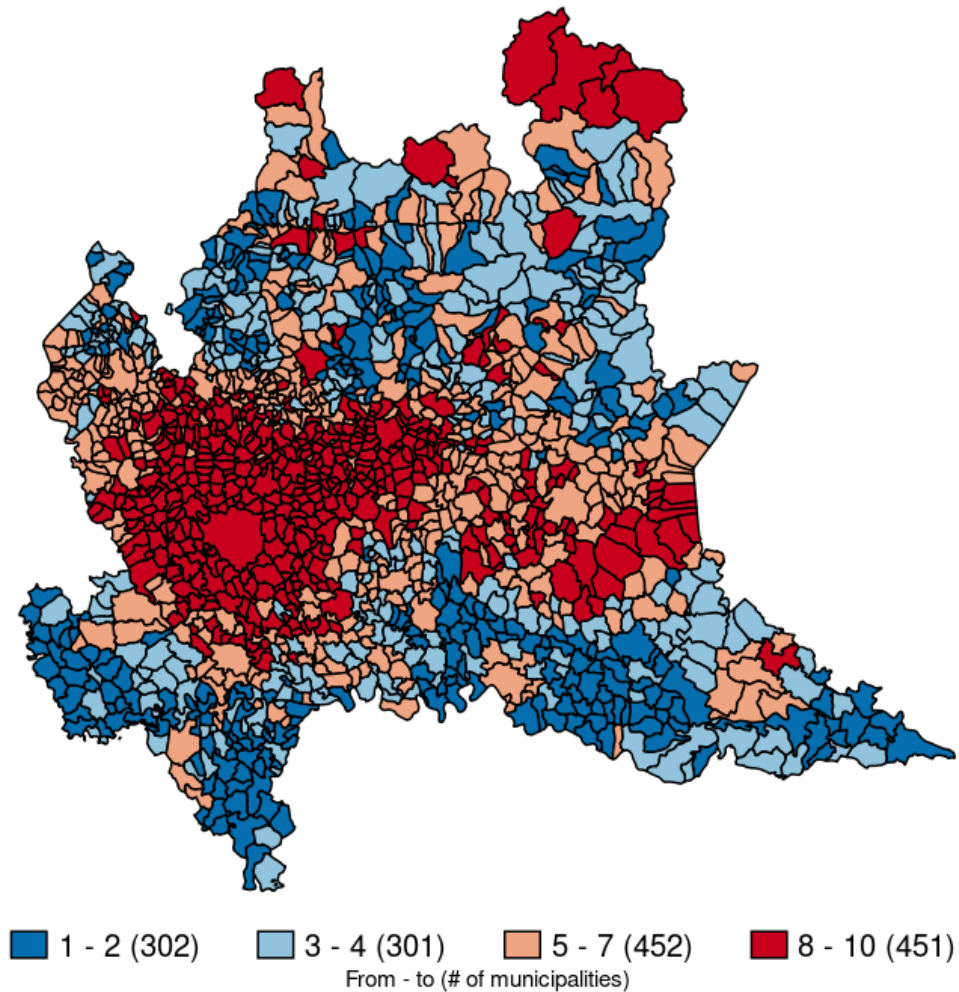 1 - 2 (302) 3 - 4 (301) 5 - 7 (452) 8 - 10 (451)
From - to (# of municipalities)